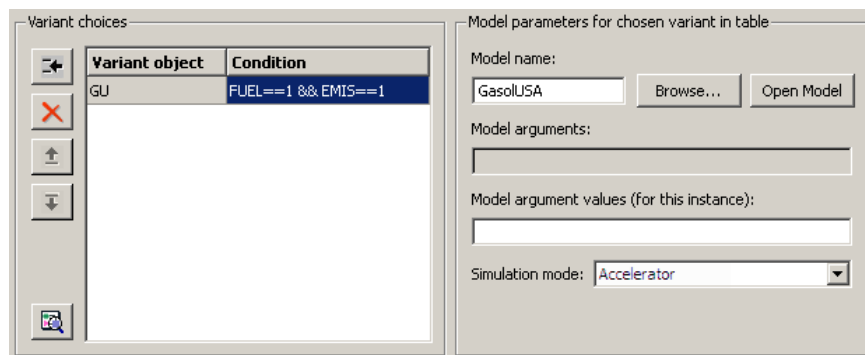 Variant choices
Variant object Condition
GU FUEL==1 && EMIS==1
Model parameters for chosen variant in table
Model name:
GasolUSA Browse... Open Model
Model arguments:
Model argument values (for this instance):
Simulation mode: Accelerator